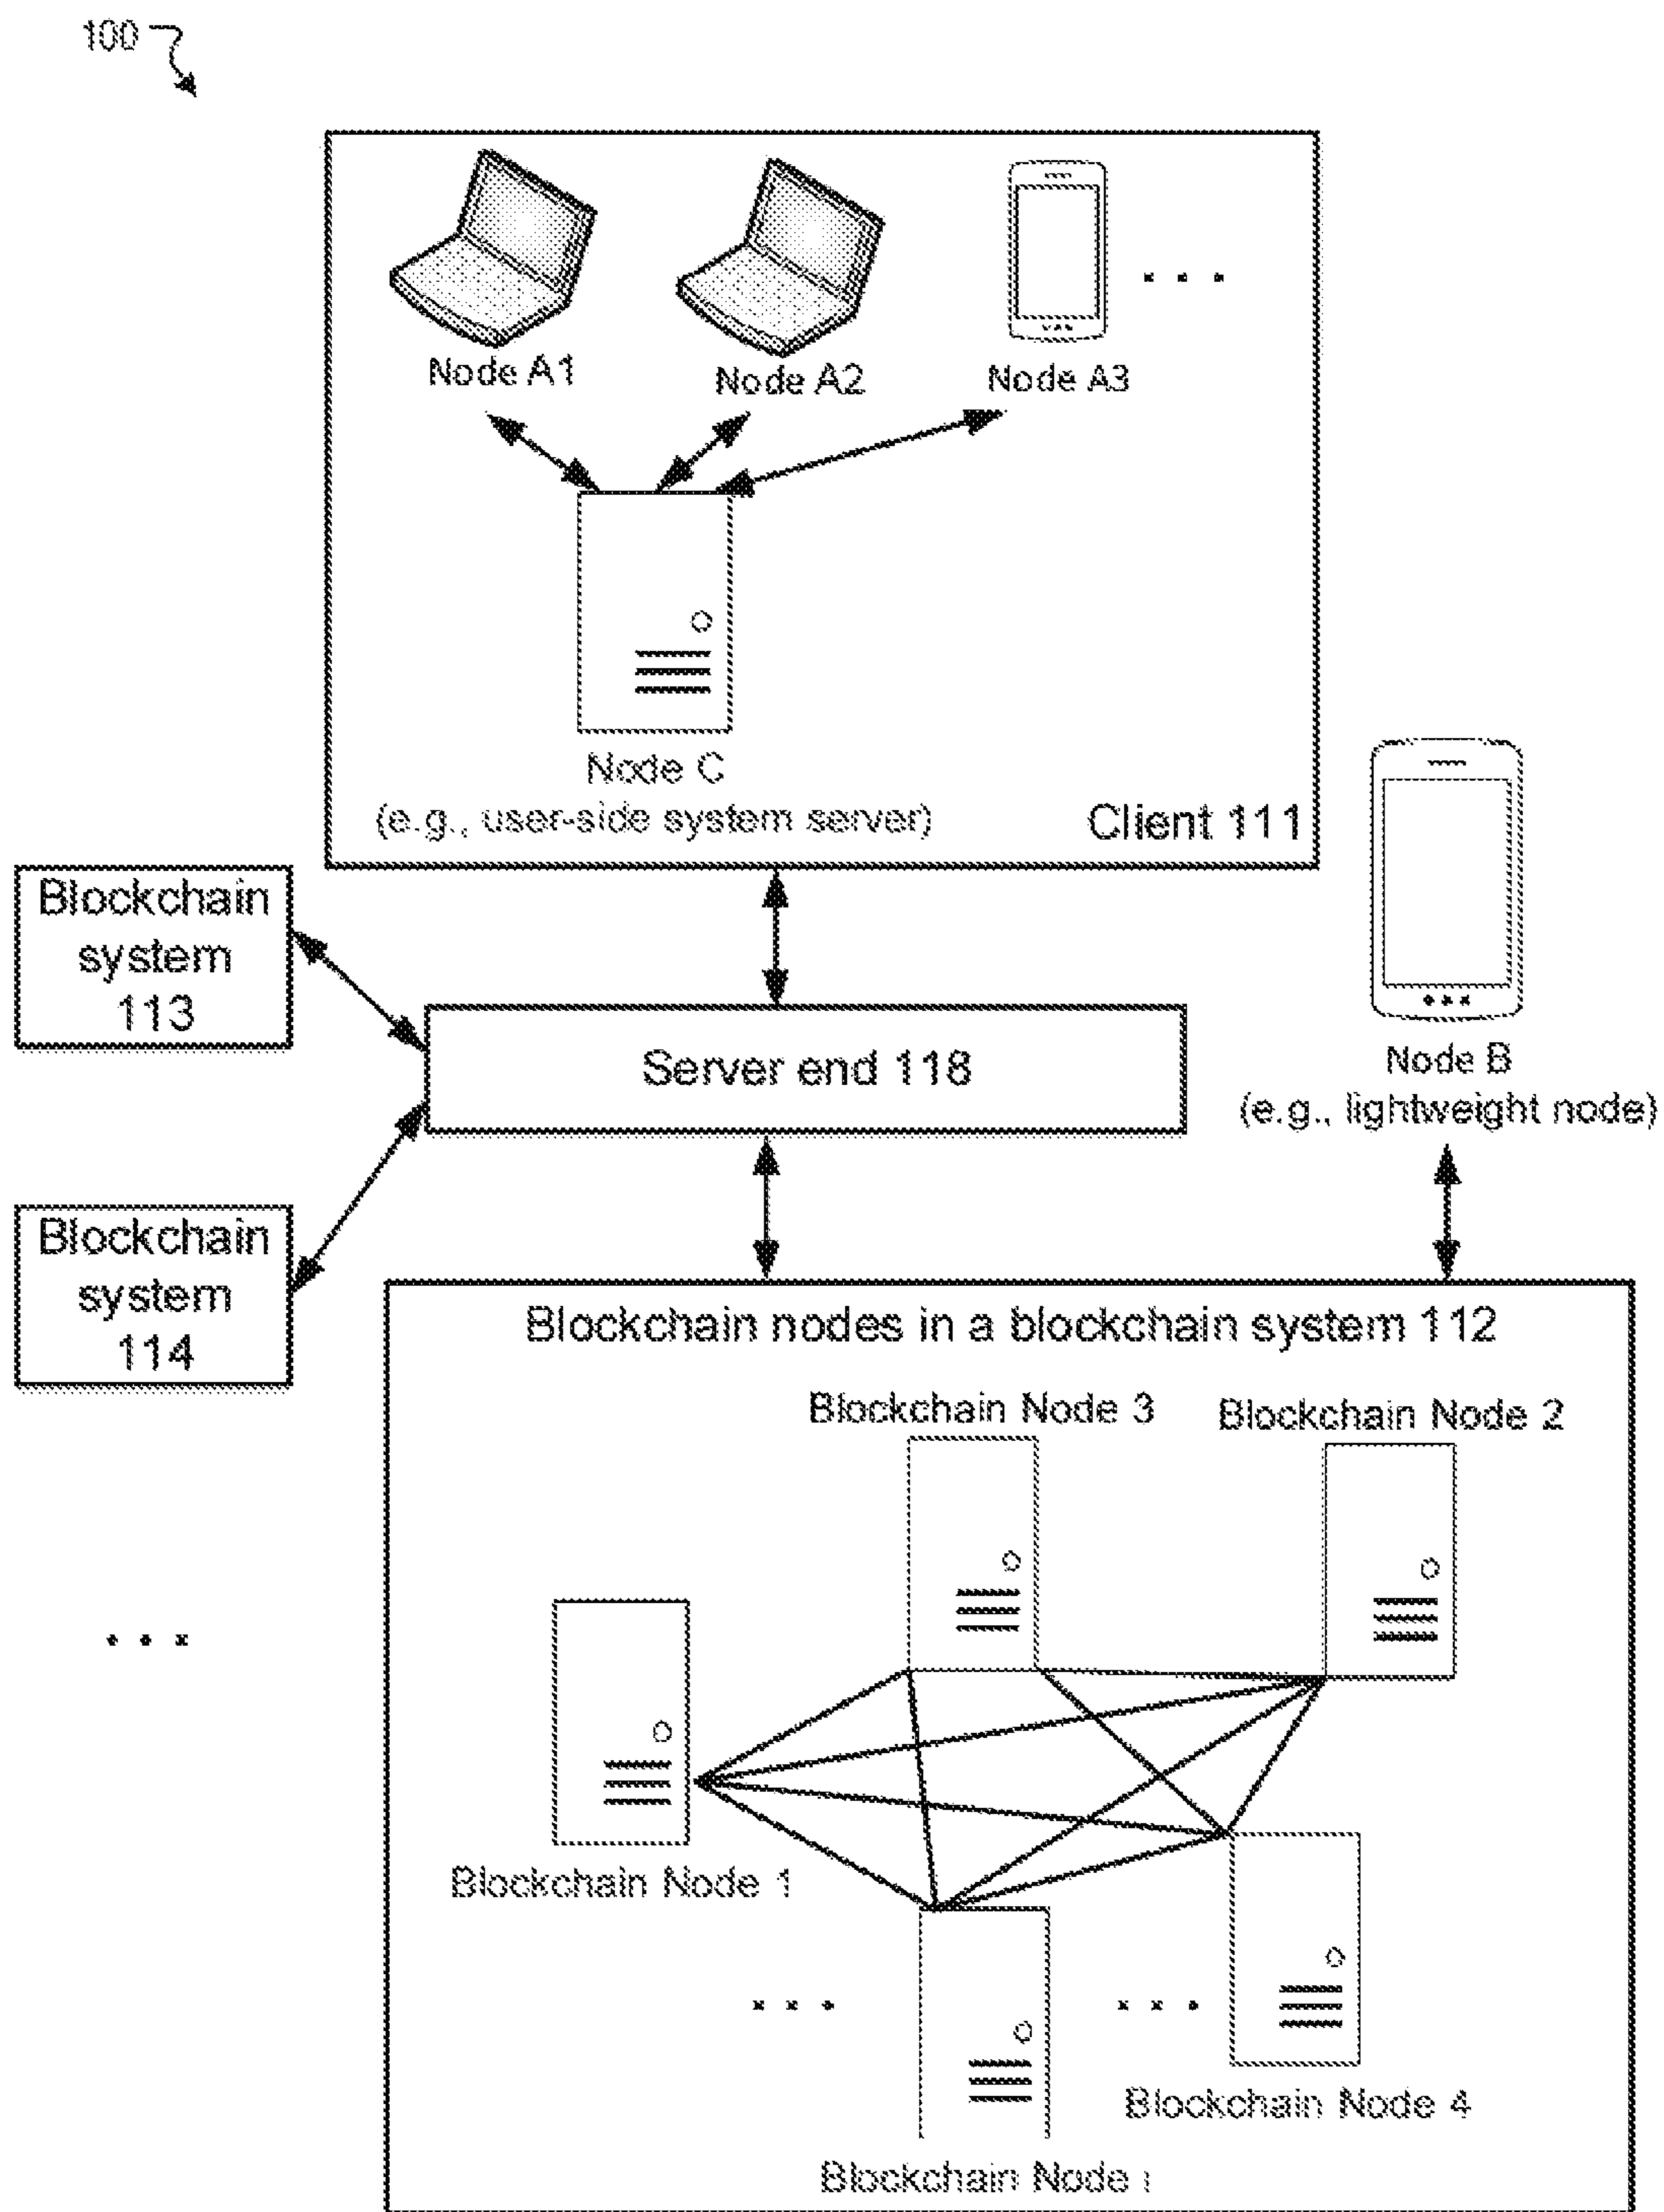 100
Node A1
Node A2
Node A3
Node C
(e.g., user-side system server)
Client 111
Blockchain
system
113
Server end 118
Node B
(e.g., lightweight node)
Blockchain
system
114
Blockchain nodes in a blockchain system 112
Blockchain Node 3
Blockchain Node 2
Blockchain Node 1
Blockchain Node 4
Blockchain Node i